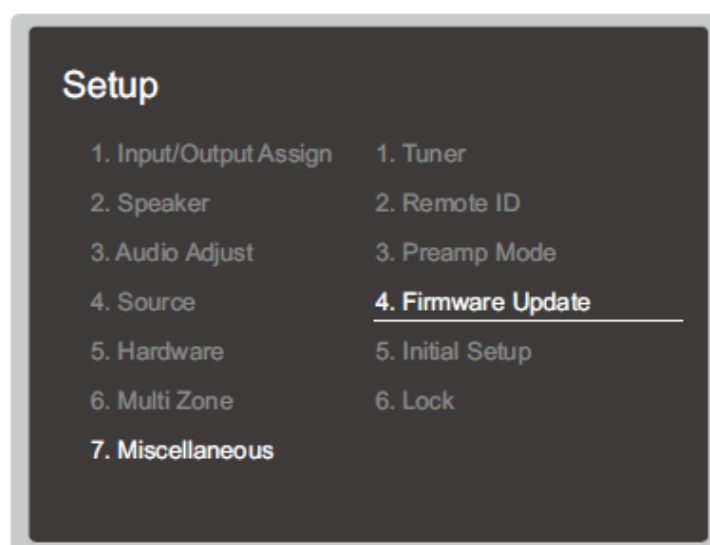 Setup
1. Input/Output Assign
2. Speaker
3. Audio Adjust
4. Source
5. Hardware
6. Multi Zone
7. Miscellaneous
1. Tuner
2. Remote ID
3. Preamp Mode
4. Firmware Update
5. Initial Setup
6. Lock